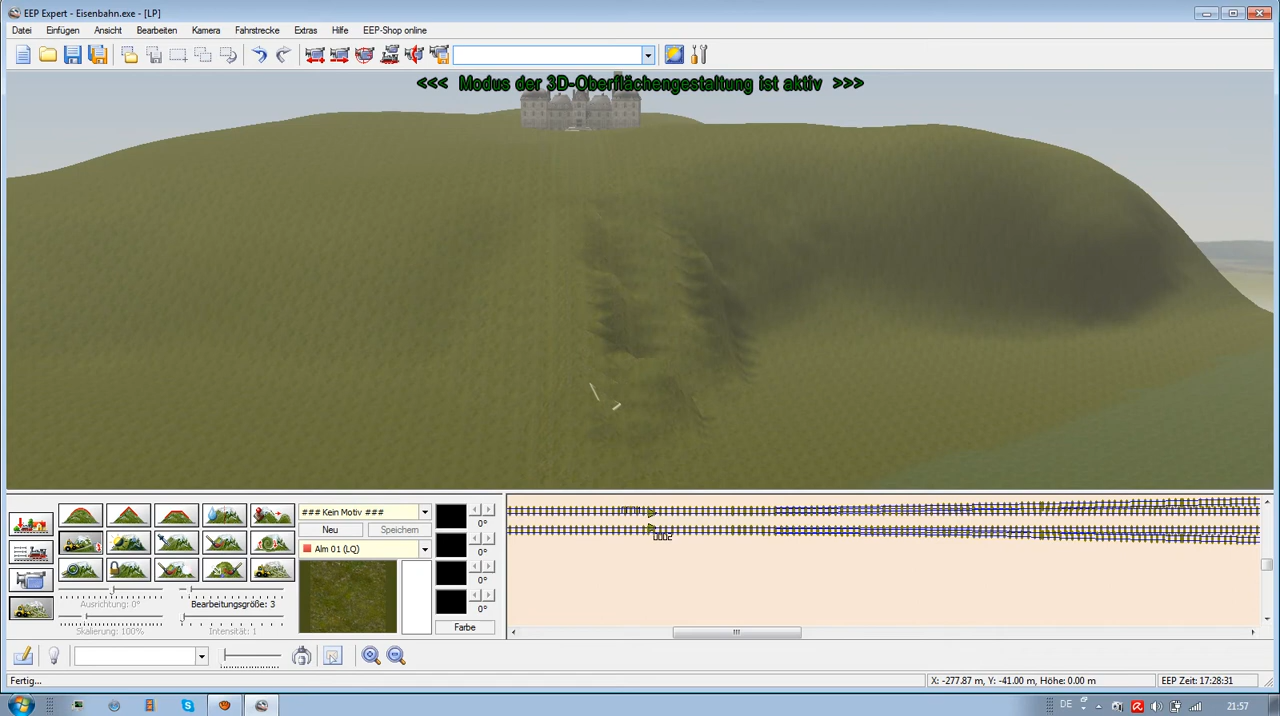 EEP Expert - Eisenbahn.exe - [LP]
Datei Einfügen Ansicht Bearbeiten Kamera Fahrstrecke Extras Hilfe EEP-Shop online
<<< Modus der 3D-Oberflächengestaltung ist aktiv >>>
### Kein Motiv ###
0°
Neu Speichern
Alm 01 (LQ)
0°
0°
Ausrichtung: 0° Bearbeitungsgröße: 3
0°
Skalierung: 100% Intensität: 1
Farbe
0002
Fertig...
X: -277.87 m, Y: -41.00 m, Höhe: 0.00 m
EEP Zeit: 17:28:31
DE
21:57